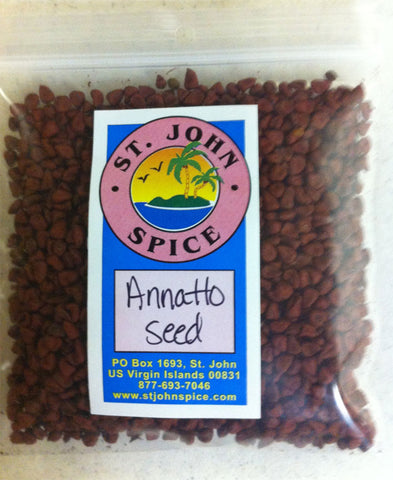 ST. JOHN
SPICE
Annatto
Seed
PO Box 1693, St. John
US Virgin Islands 00831
877-693-7046
www.stjohnspice.com